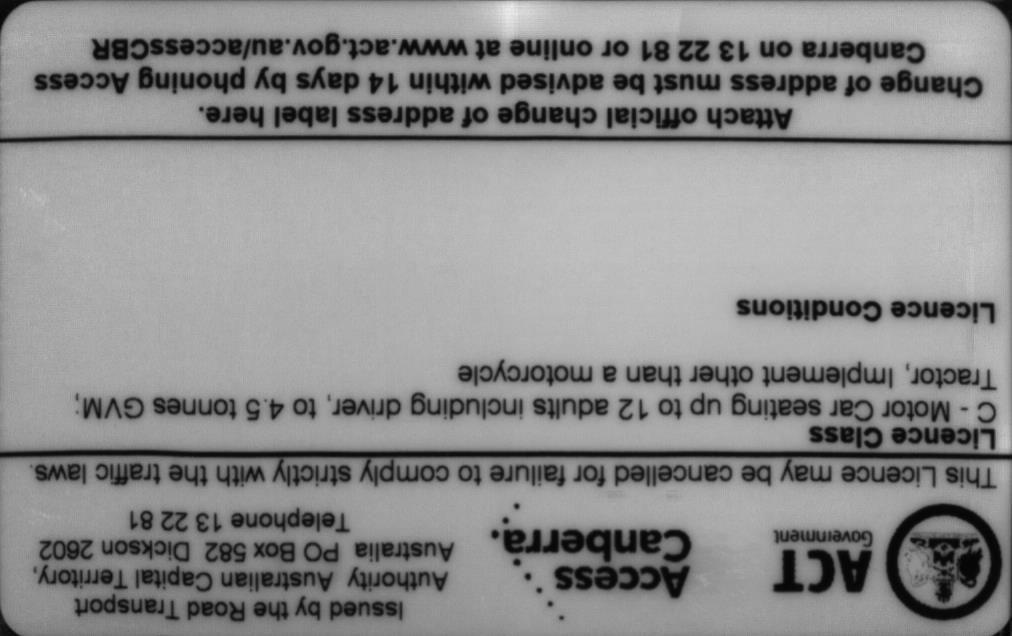 ACT
Government
Access
Canberra.
Issued by the Road Transport
Authority Australian Capital Territory,
Australia PO Box 582 Dickson 2602
Telephone 13 22 81
This Licence may be cancelled for failure to comply strictly with the traffic laws.
Licence Class
C - Motor Car seating up to 12 adults including driver, to 4.5 tonnes GVM;
Tractor, Implement other than a motorcycle
Licence Conditions
Attach official change of address label here.
Change of address must be advised within 14 days by phoning Access
Canberra on 13 22 81 or online at www.act.gov.au/accessCBR